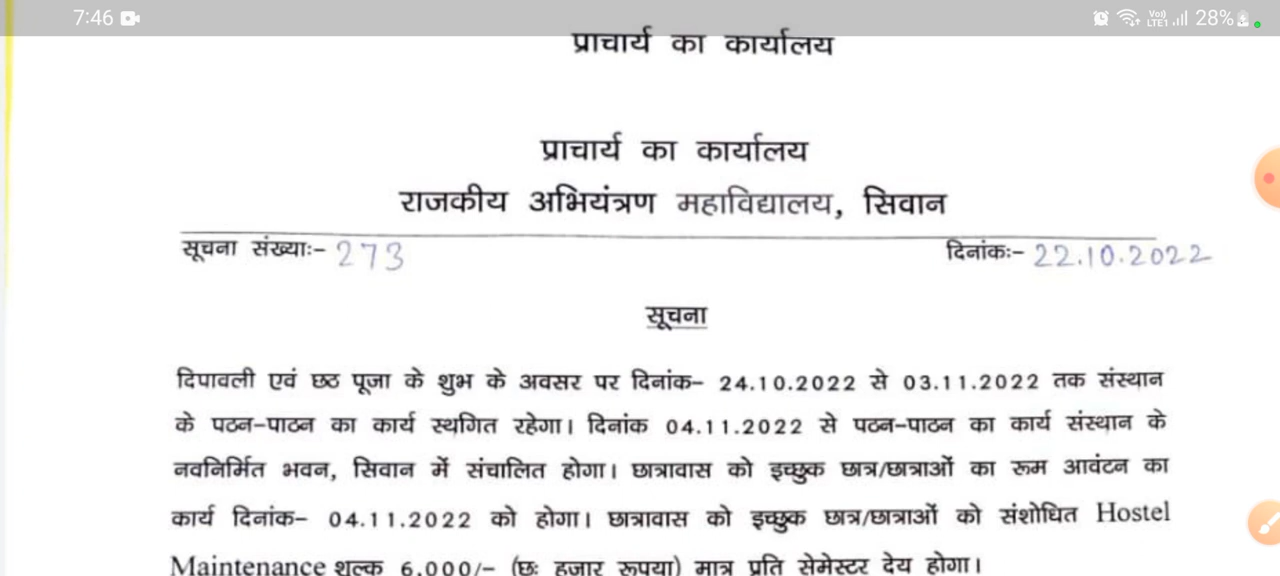 7:46 Vo) LTE1 28%
प्राचार्य का कार्यालय
प्राचार्य का कार्यालय
राजकीय अभियंत्रण महाविद्यालय, सिवान
सूचना संख्याः- 273 दिनांकः- 22.10.2022
सूचना
दिपावली एवं छठ पूजा के शुभ के अवसर पर दिनांक- 24.10.2022 से 03.11.2022 तक संस्थान
के पठन-पाठन का कार्य स्थगित रहेगा। दिनांक 04.11.2022 से पठन-पाठन का कार्य संस्थान के
नवनिर्मित भवन, सिवान में संचालित होगा। छात्रावास को इच्छुक छात्र/छात्राओं का रूम आवंटन का
कार्य दिनांक- 04.11.2022 को होगा। छात्रावास को इच्छुक छात्र/छात्राओं को संशोधित Hostel
Maintenance शुल्क 6,000/- (छः हजार रूपया) मात्र प्रति सेमेस्टर देय होगा।